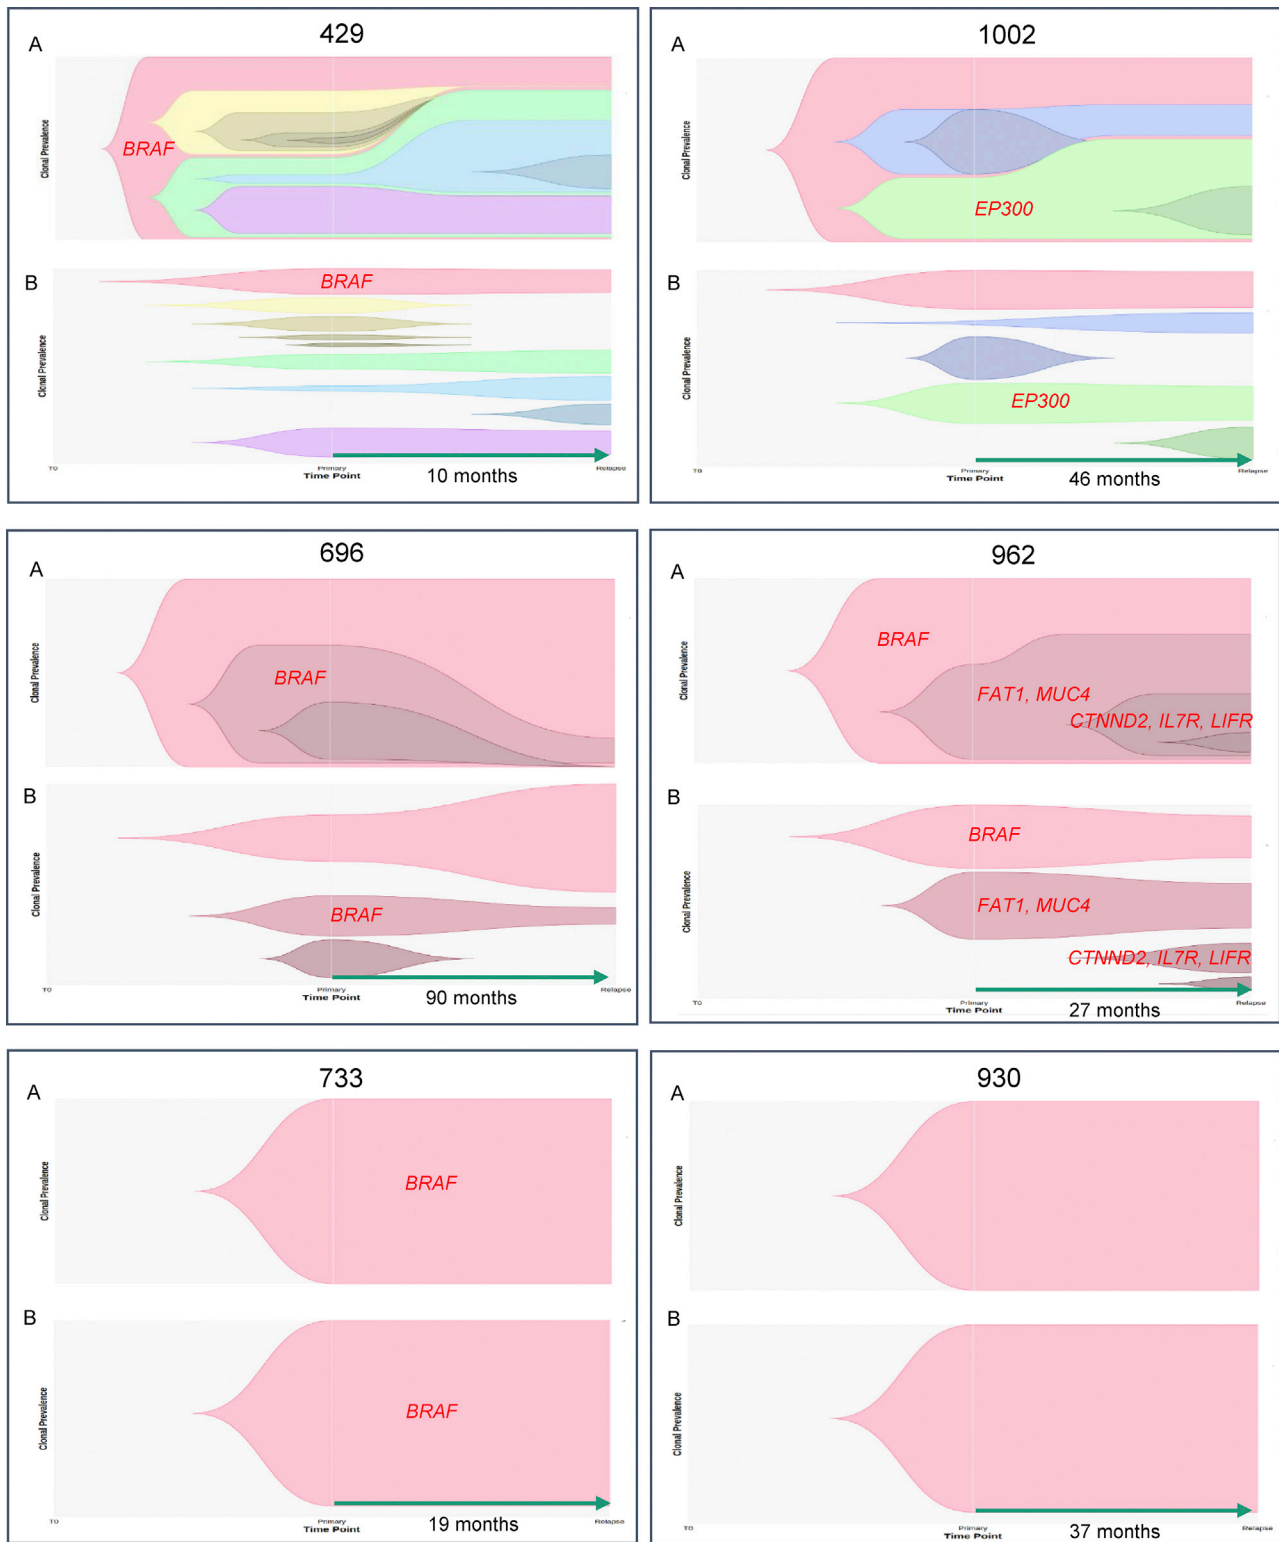 429
A
Clonal Prevalence
BRAF
B
Clonal Prevalence
BRAF
T0
Primary
Relapse
Time Point
10 months
1002
A
Clonal Prevalence
EP300
B
Clonal Prevalence
EP300
T0
Primary
Relapse
Time Point
46 months
696
A
Clonal Prevalence
BRAF
B
Clonal Prevalence
BRAF
T0
Primary
Relapse
Time Point
90 months
962
A
Clonal Prevalence
BRAF
FAT1, MUC4
CTNND2, IL7R, LIFR
B
Clonal Prevalence
BRAF
FAT1, MUC4
CTNND2, IL7R, LIFR
T0
Primary
Relapse
Time Point
27 months
733
A
Clonal Prevalence
BRAF
B
Clonal Prevalence
BRAF
T0
Primary
Relapse
Time Point
19 months
930
A
Clonal Prevalence
B
Clonal Prevalence
T0
Primary
Relapse
Time Point
37 months